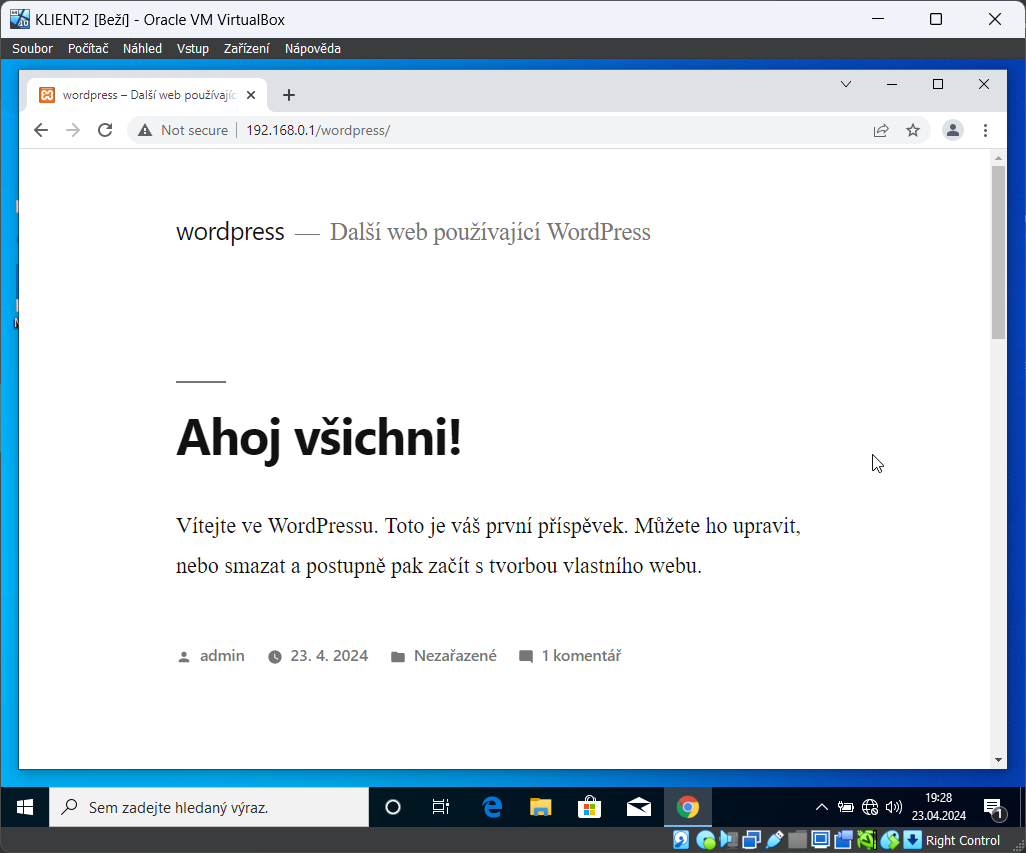 KLIENT2 [Beží] - Oracle VM VirtualBox
Soubor Počítač Náhled Vstup Zařízení Nápověda
wordpress – Další web používajíc
Not secure 192.168.0.1/wordpress/
wordpress — Další web používající WordPress
Ahoj všichni!
Vítejte ve WordPressu. Toto je váš první příspěvek. Můžete ho upravit,
nebo smazat a postupně pak začít s tvorbou vlastního webu.
admin 23. 4. 2024 Nezařazené 1 komentář
Sem zadejte hledaný výraz.
19:28
23.04.2024
1
Right Control